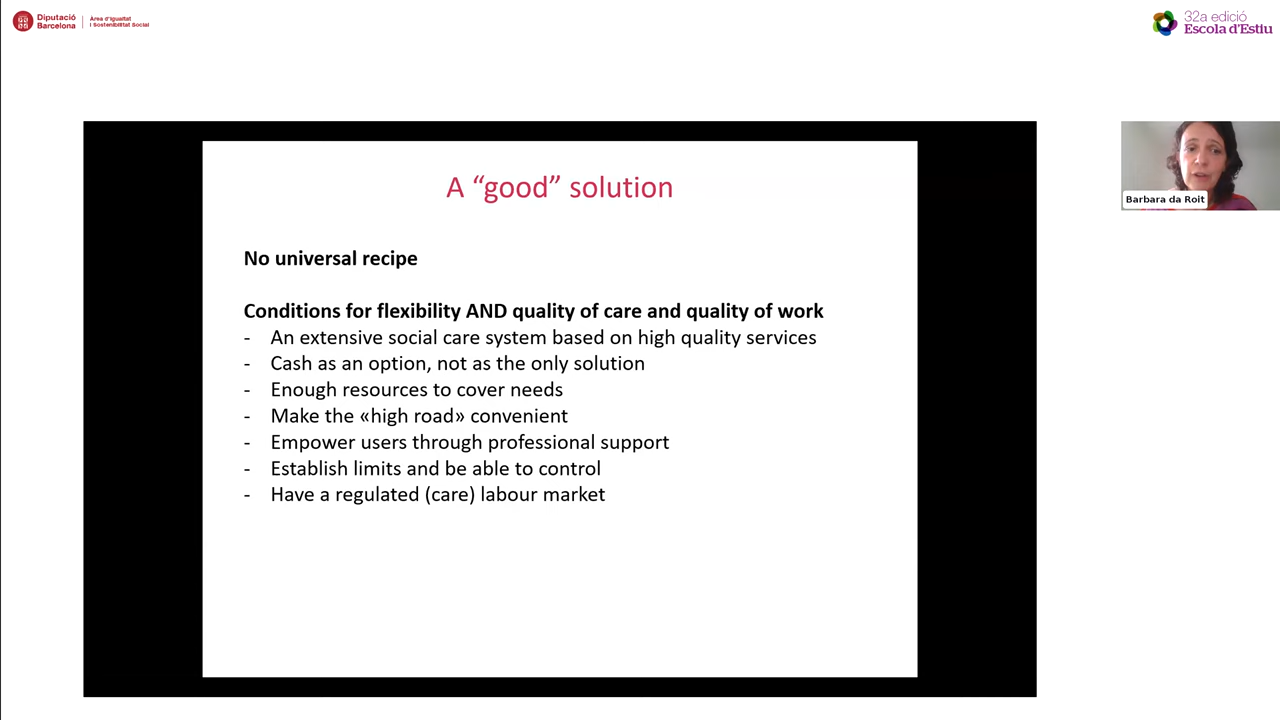 Diputació
Barcelona
Àrea d'Igualtat
i Sostenibilitat Social
32a edició
Escola d'Estiu
A “good” solution
No universal recipe
Conditions for flexibility AND quality of care and quality of work
- An extensive social care system based on high quality services
- Cash as an option, not as the only solution
- Enough resources to cover needs
- Make the «high road» convenient
- Empower users through professional support
- Establish limits and be able to control
- Have a regulated (care) labour market
Barbara da Roit